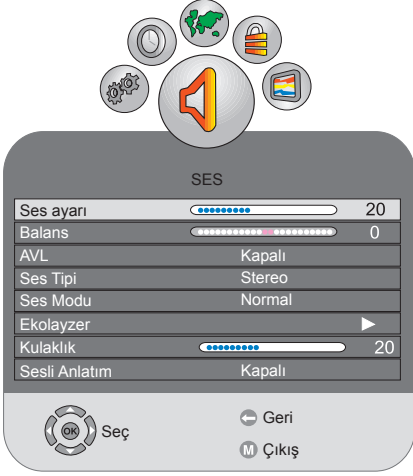 SES
Ses ayarı 20
Balans 0
AVL Kapalı
Ses Tipi Stereo
Ses Modu Normal
Ekolayzer
Kulaklık 20
Sesli Anlatım Kapalı
OK Seç
Geri
M Çıkış